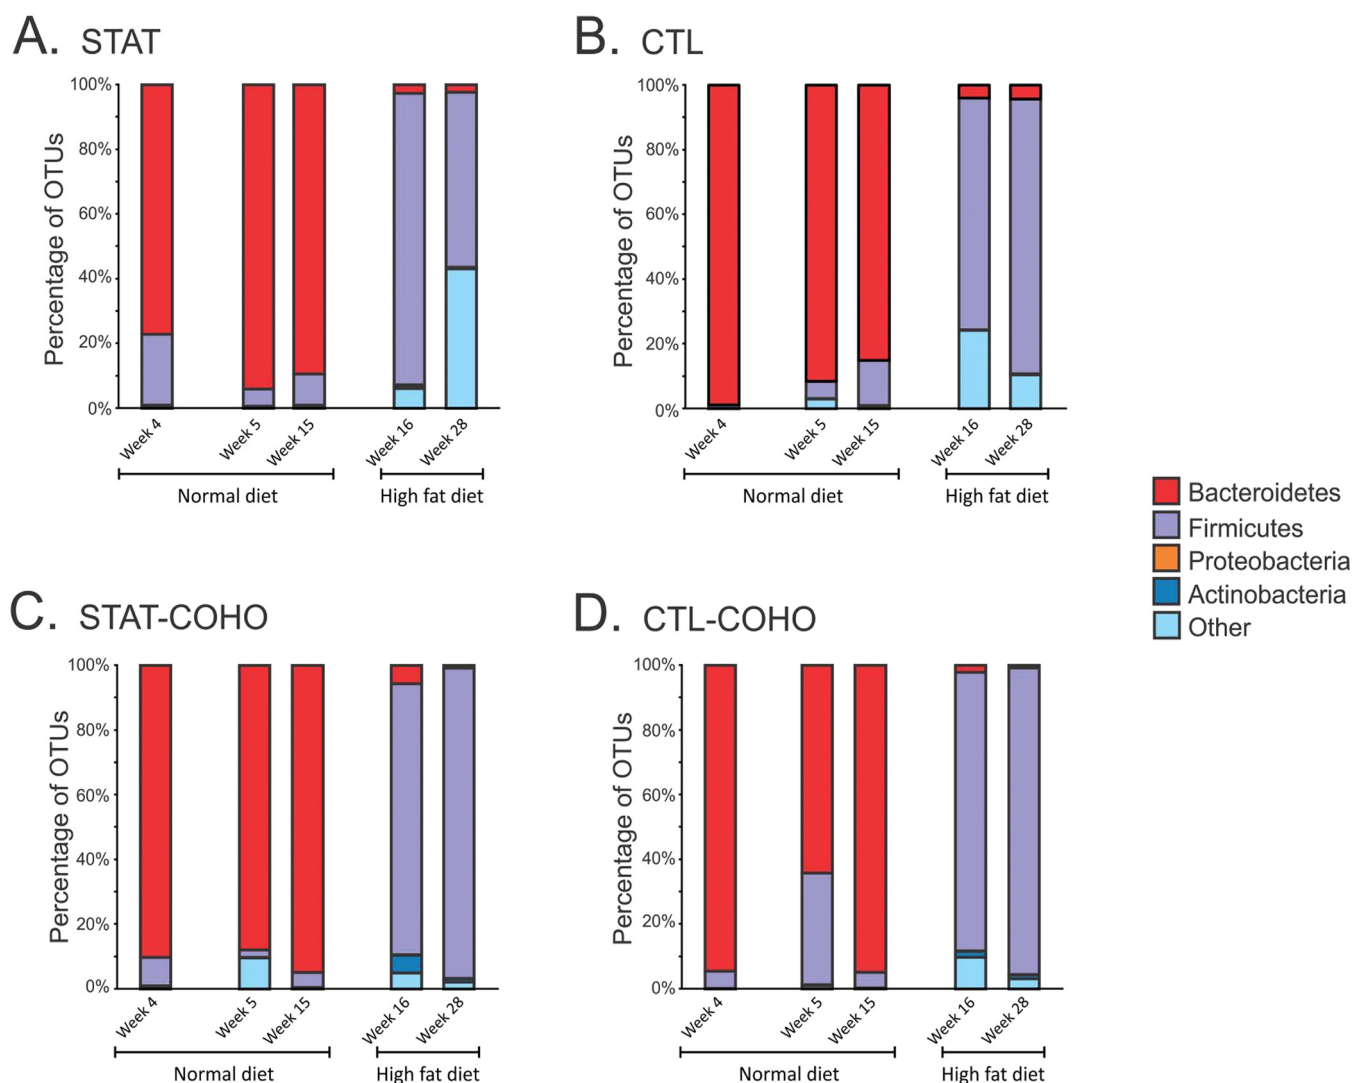 A. STAT
Percentage of OTUs
100%
80%
60%
40%
20%
0%
Week 4
Week 5
Week 15
Week 16
Week 28
Normal diet
High fat diet
B. CTL
Percentage of OTUs
100%
80%
60%
40%
20%
0%
Week 4
Week 5
Week 15
Week 16
Week 28
Normal diet
High fat diet
Bacteroidetes
Firmicutes
Proteobacteria
Actinobacteria
Other
C. STAT-COHO
Percentage of OTUs
100%
80%
60%
40%
20%
0%
Week 4
Week 5
Week 15
Week 16
Week 28
Normal diet
High fat diet
D. CTL-COHO
Percentage of OTUs
100%
80%
60%
40%
20%
0%
Week 4
Week 5
Week 15
Week 16
Week 28
Normal diet
High fat diet